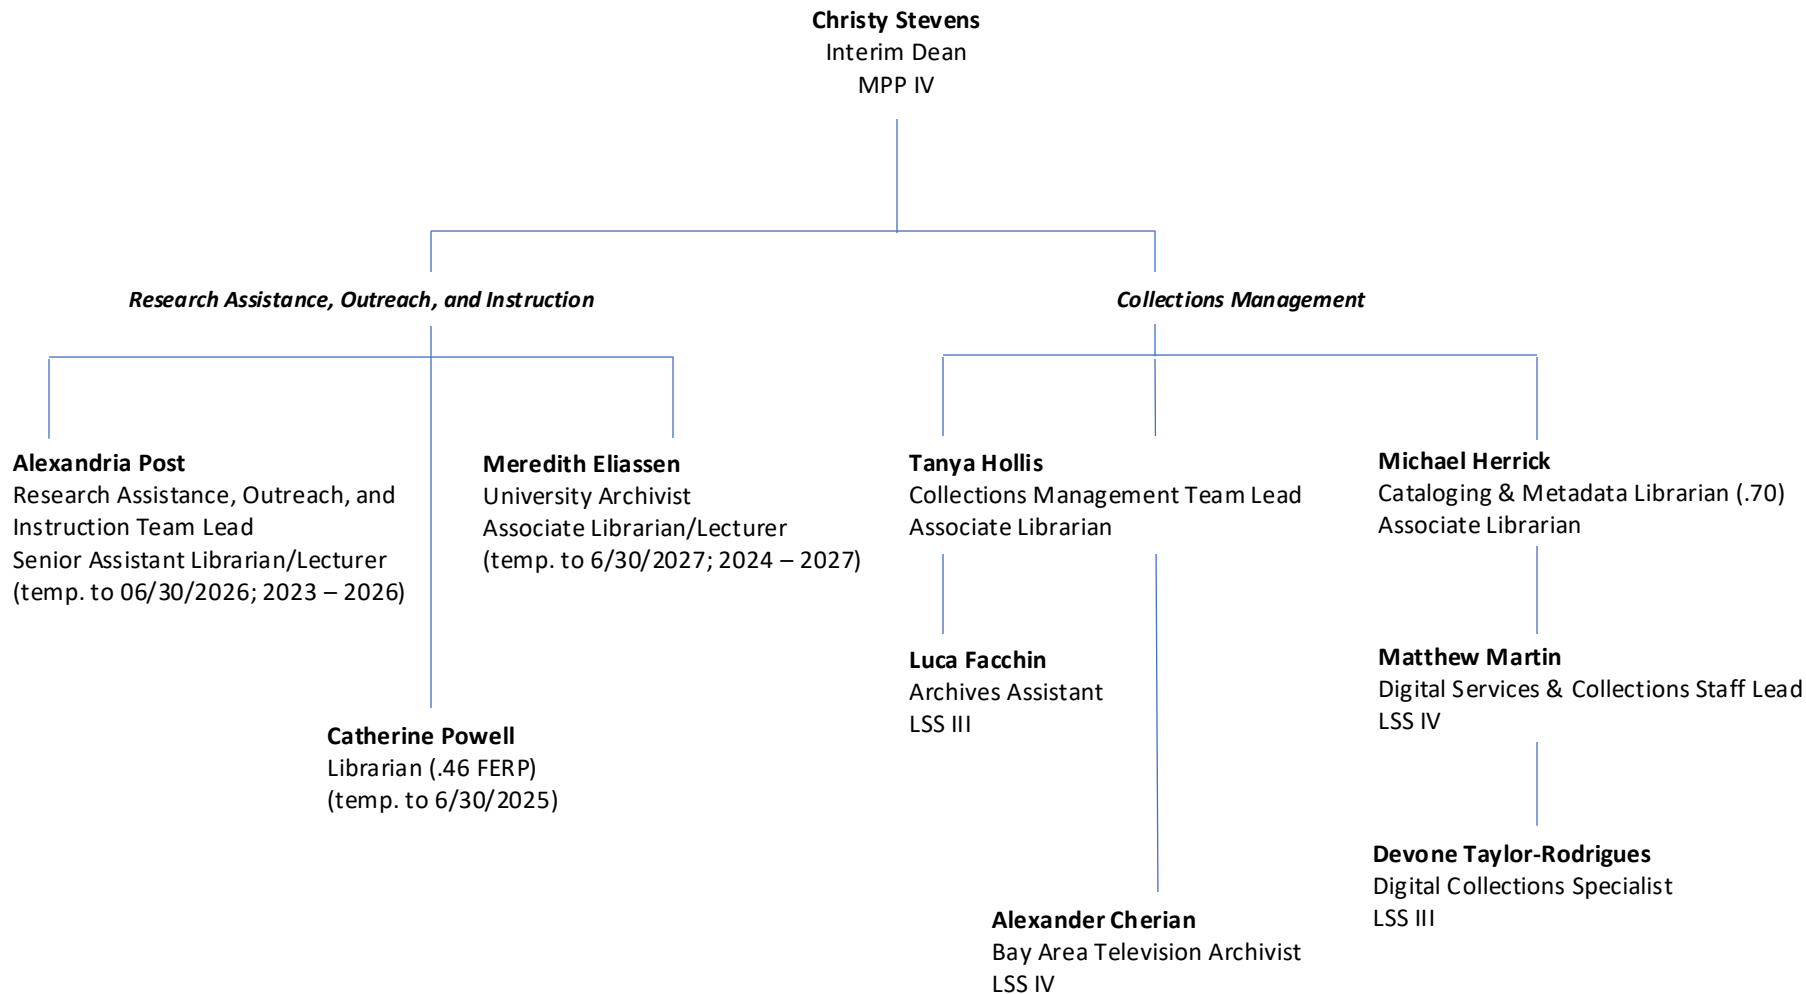 Christy Stevens
Interim Dean
MPP IV
Research Assistance, Outreach, and Instruction
Collections Management
Alexandria Post
Research Assistance, Outreach, and
Instruction Team Lead
Senior Assistant Librarian/Lecturer
(temp. to 06/30/2026; 2023 – 2026)
Meredith Eliassen
University Archivist
Associate Librarian/Lecturer
(temp. to 6/30/2027; 2024 – 2027)
Catherine Powell
Librarian (.46 FERP)
(temp. to 6/30/2025)
Tanya Hollis
Collections Management Team Lead
Associate Librarian
Luca Facchin
Archives Assistant
LSS III
Alexander Cherian
Bay Area Television Archivist
LSS IV
Michael Herrick
Cataloging & Metadata Librarian (.70)
Associate Librarian
Matthew Martin
Digital Services & Collections Staff Lead
LSS IV
Devone Taylor-Rodrigues
Digital Collections Specialist
LSS III